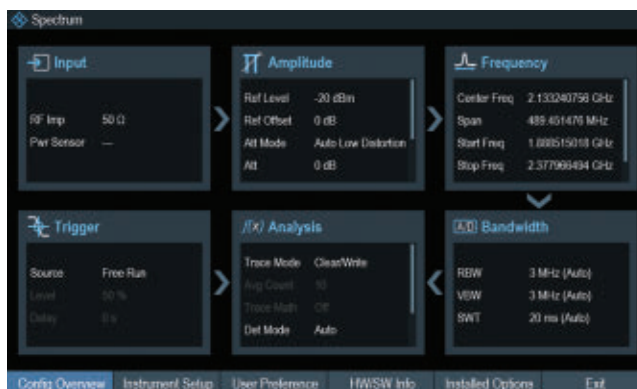 Spectrum
Input
RF Imp 50 Ω
Pwr Sensor ---
Amplitude
Ref Level -20 dBm
Ref Offset 0 dB
Att Mode Auto Low Distortion
Att 0 dB
Frequency
Center Freq 2.133240756 GHz
Span 489.451476 MHz
Start Freq 1.888515018 GHz
Stop Freq 2.377966494 GHz
Trigger
Source Free Run
Level 50 %
Delay 0 s
f(x) Analysis
Trace Mode Clear/Write
Avg Count 10
Trace Math Off
Det Mode Auto
A/D Bandwidth
RBW 3 MHz (Auto)
VBW 3 MHz (Auto)
SWT 20 ms (Auto)
Config Overview Instrument Setup User Preference HW/SW Info Installed Options Exit